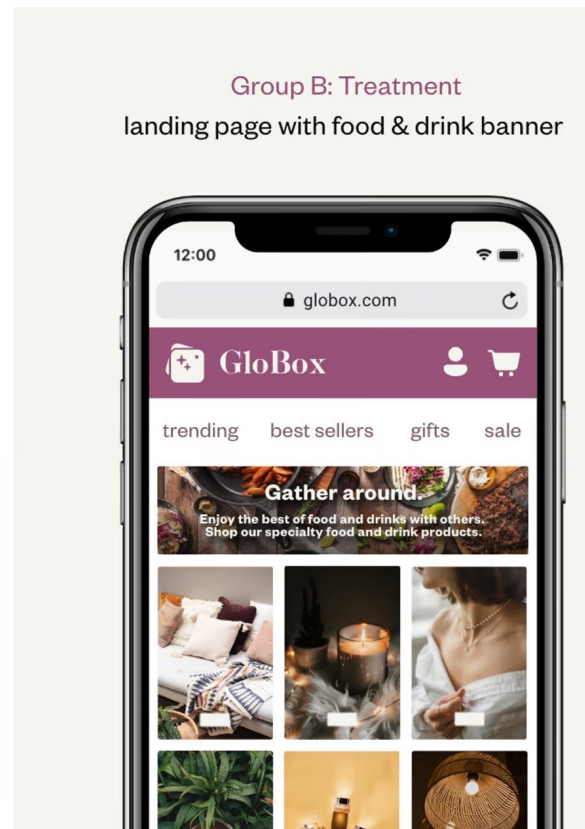 Group B: Treatment
landing page with food & drink banner
12:00
globox.com
GloBox
trending best sellers gifts sale
Gather around.
Enjoy the best of food and drinks with others.
Shop our specialty food and drink products.